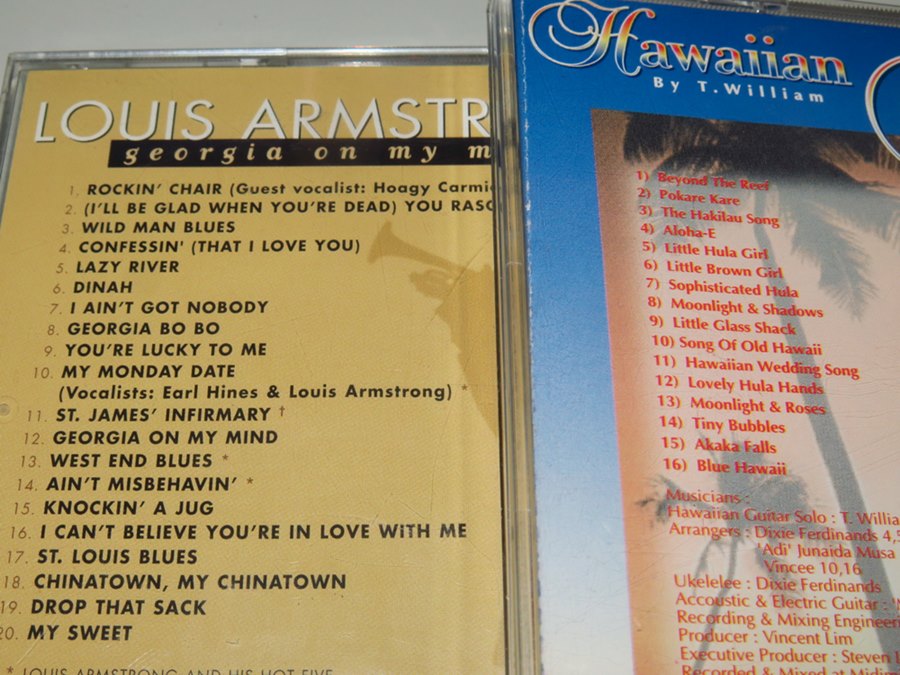 LOUIS ARMSTR
georgia on my m
1. ROCKIN' CHAIR (Guest vocalist: Hoagy Carmi
2. (I'LL BE GLAD WHEN YOU'RE DEAD) YOU RASC
3. WILD MAN BLUES
4. CONFESSIN' (THAT I LOVE YOU)
5. LAZY RIVER
6. DINAH
7. I AIN'T GOT NOBODY
8. GEORGIA BO BO
9. YOU'RE LUCKY TO ME
10. MY MONDAY DATE
(Vocalists: Earl Hines & Louis Armstrong) *
11. ST. JAMES' INFIRMARY †
12. GEORGIA ON MY MIND
13. WEST END BLUES *
14. AIN'T MISBEHAVIN' *
15. KNOCKIN' A JUG
16. I CAN'T BELIEVE YOU'RE IN LOVE WITH ME
17. ST. LOUIS BLUES
18. CHINATOWN, MY CHINATOWN
19. DROP THAT SACK
20. MY SWEET
* LOUIS ARMSTRONG AND HIS HOT FIVE
Hawaiian
By T. William
1) Beyond The Reef
2) Pokare Kare
3) The Hakilau Song
4) Aloha-E
5) Little Hula Girl
6) Little Brown Girl
7) Sophisticated Hula
8) Moonlight & Shadows
9) Little Glass Shack
10) Song Of Old Hawaii
11) Hawaiian Wedding Song
12) Lovely Hula Hands
13) Moonlight & Roses
14) Tiny Bubbles
15) Akaka Falls
16) Blue Hawaii
Musicians :
Hawaiian Guitar Solo : T. Willia
Arrangers : Dixie Ferdinands 4,5
'Adi' Junaida Musa
Vincee 10,16
Ukelelee : Dixie Ferdinands
Accoustic & Electric Guitar :
Recording & Mixing Engineer
Producer : Vincent Lim
Executive Producer : Steven
Recorded & Mixed at